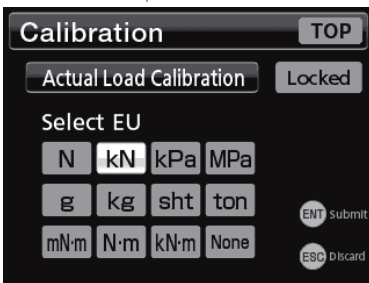 Calibration TOP
Actual Load Calibration Locked
Select EU
N kN kPa MPa
g kg sht ton
ENT Submit
mN·m N·m kN·m None
ESC Discard